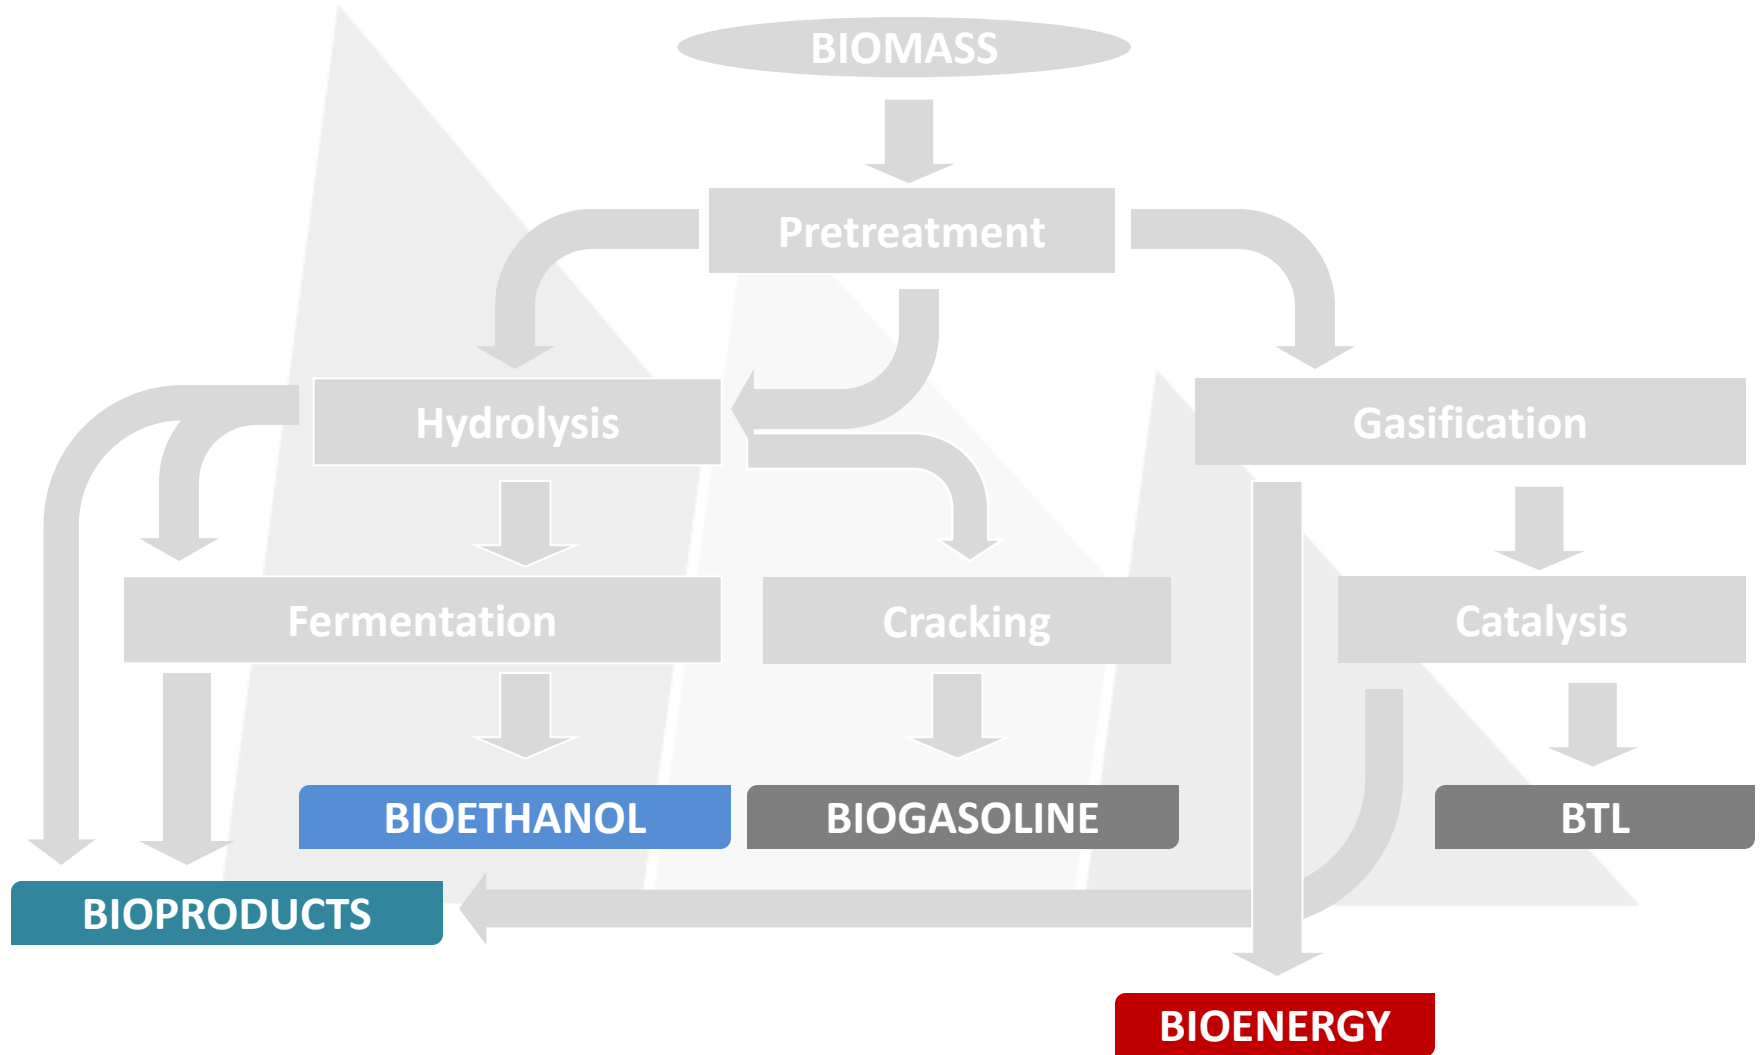 BIOMASS
Pretreatment
Hydrolysis
Gasification
Fermentation
Cracking
Catalysis
BIOETHANOL
BIOGASOLINE
BTL
BIOPRODUCTS
BIOENERGY